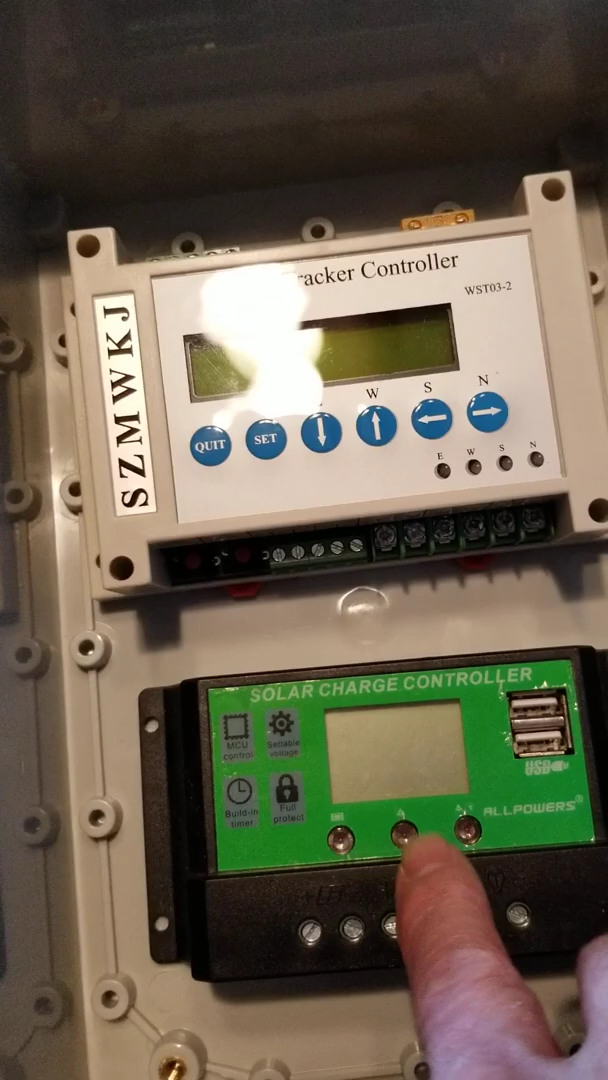 racker Controller
WST03-2
SZMWKJ
W S N
QUIT SET
E W S N
SOLAR CHARGE CONTROLLER
MCU
control
Settable
voltage
Build-in
timer
Full
protect
USB
ALLPOWERS®